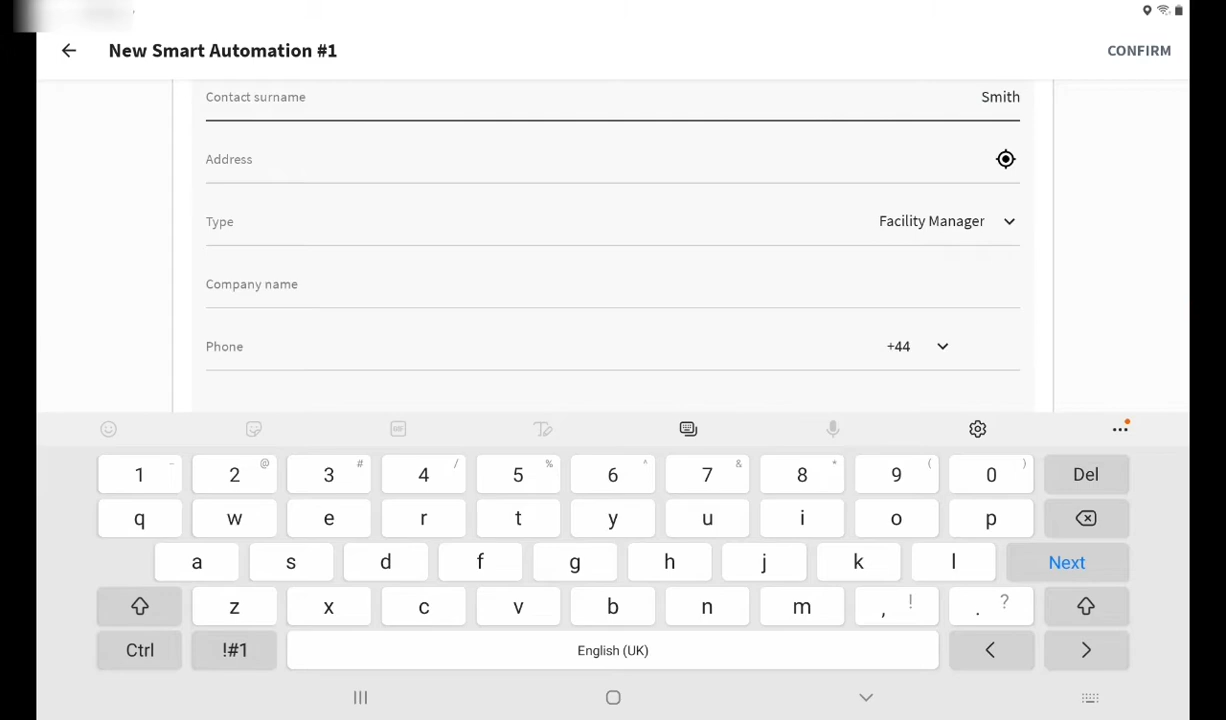 New Smart Automation #1 CONFIRM
Contact surname Smith
Address
Type Facility Manager
Company name
Phone +44
GIF T ...
1 - 2 @ 3 # 4 / 5 % 6 ^ 7 & 8 * 9 ( 0 ) Del
q w e r t y u i o p
a s d f g h j k l Next
z x c v b n m , ! . ?
Ctrl !#1 English (UK) < >